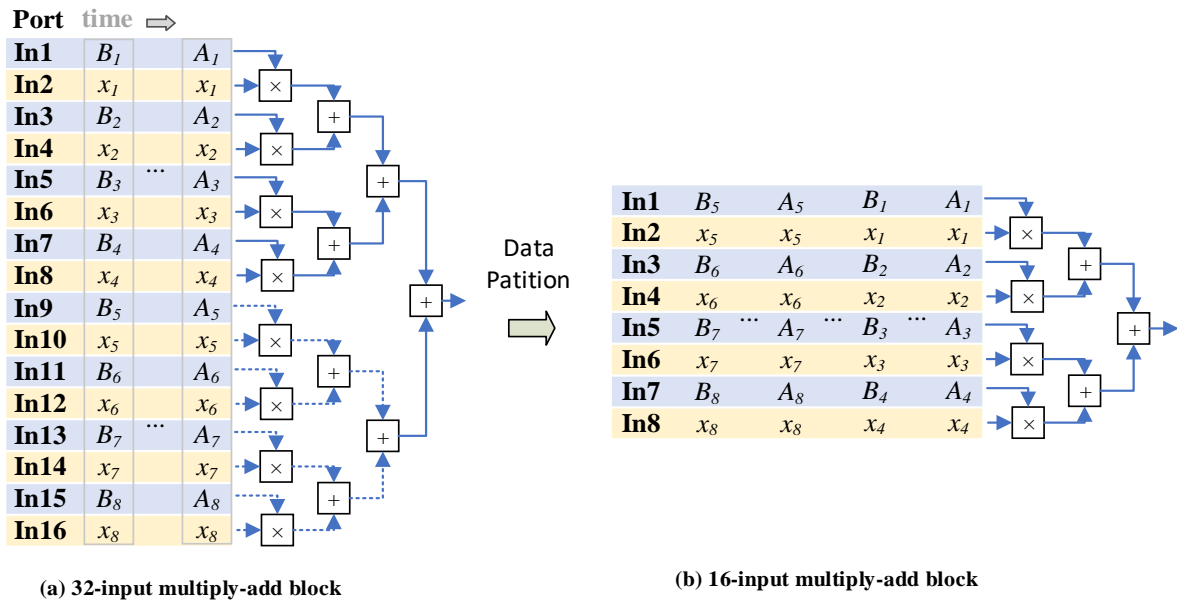 Port time
In1 B1 A1
×
In2 x1 x1
In3 B2 A2
+
In4 x2 x2
×
In5 B3 ... A3
+
In6 x3 x3
×
In7 B4 A4
+
In8 x4 x4
×
In9 B5 A5
+
In10 x5 x5
×
In11 B6 A6
+
In12 x6 x6
×
In13 B7 ... A7
+
In14 x7 x7
×
In15 B8 A8
+
In16 x8 x8
×
Data
Patition
In1 B5 A5 B1 A1
In2 x5 x5 x1 x1
×
In3 B6 A6 B2 A2
+
In4 x6 x6 x2 x2
×
In5 B7 ... A7 ... B3 ... A3
+
In6 x7 x7 x3 x3
×
In7 B8 A8 B4 A4
+
In8 x8 x8 x4 x4
×
(a) 32-input multiply-add block
(b) 16-input multiply-add block